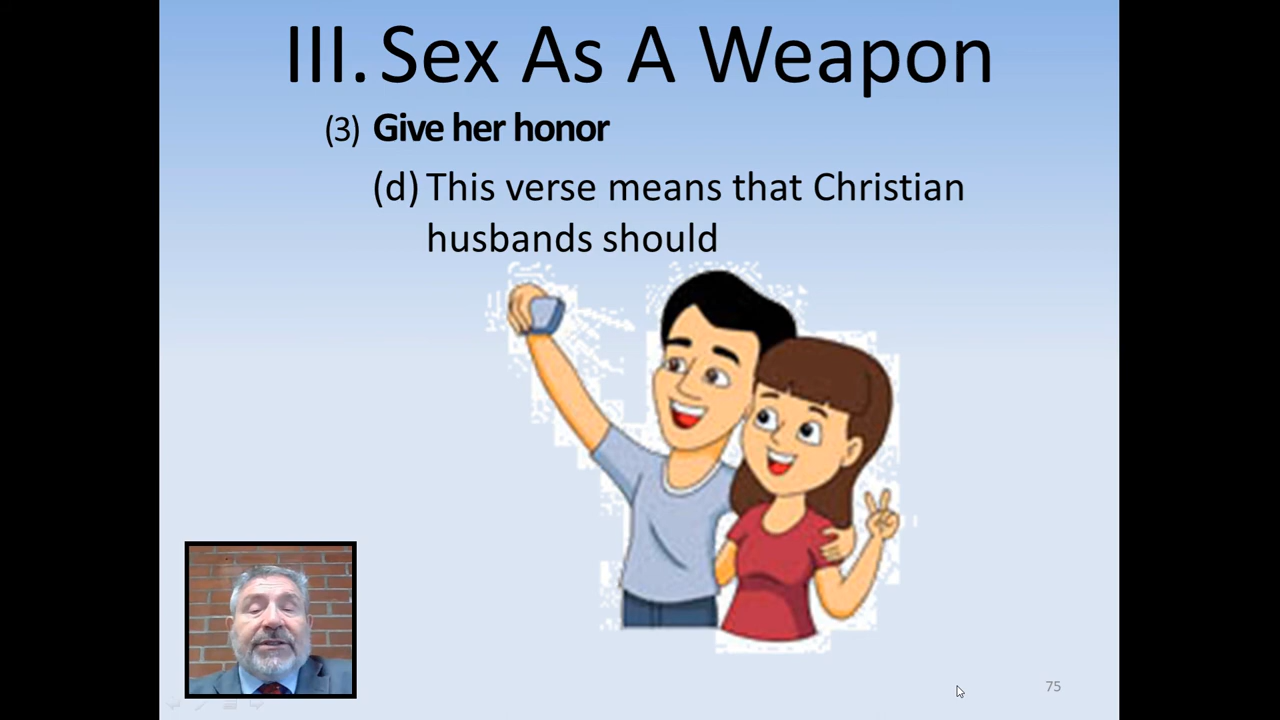 III. Sex As A Weapon
(3) Give her honor
(d) This verse means that Christian
husbands should
75